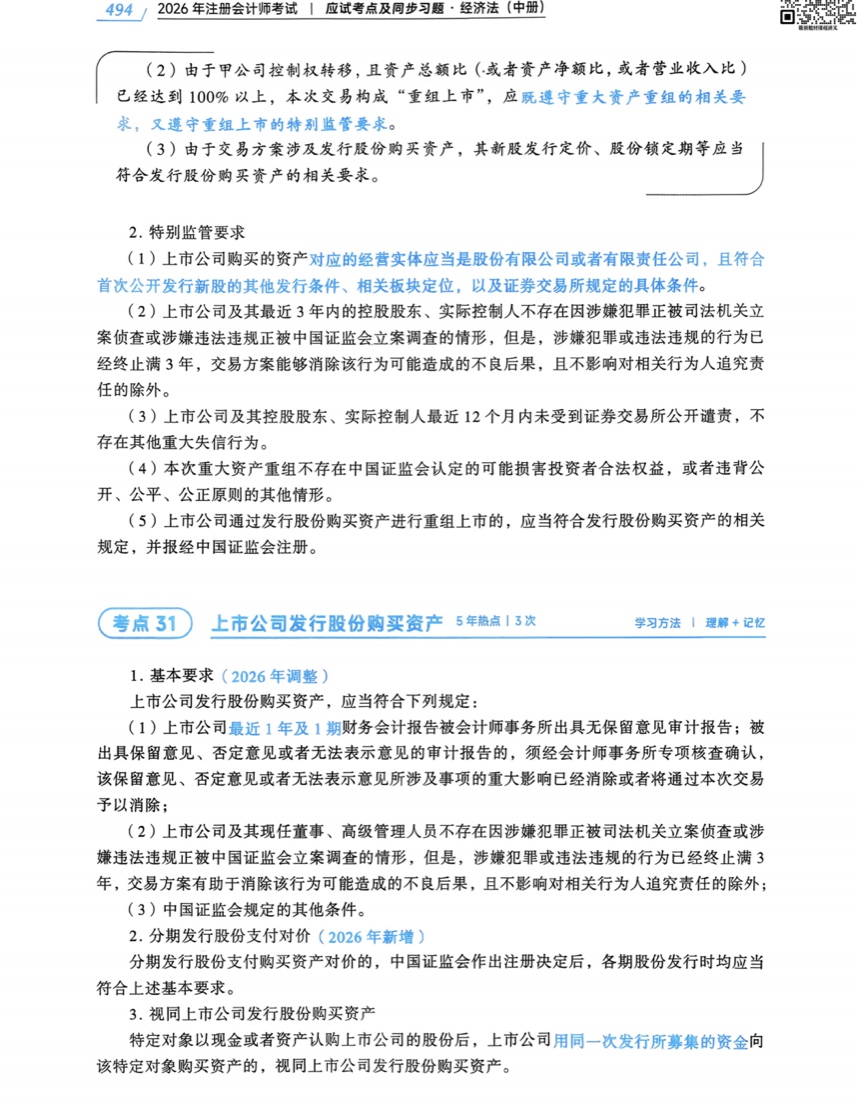 494 2026 年注册会计师考试 | 应试考点及同步习题·经济法（中册）
（2）由于甲公司控制权转移，且资产总额比（·或者资产净额比，或者营业收入比）
已经达到 100% 以上，本次交易构成“重组上市”，应既遵守重大资产重组的相关要
求，又遵守重组上市的特别监管要求。
（3）由于交易方案涉及发行股份购买资产，其新股发行定价、股份锁定期等应当
符合发行股份购买资产的相关要求。
2. 特别监管要求
（1）上市公司购买的资产对应的经营实体应当是股份有限公司或者有限责任公司，且符合
首次公开发行新股的其他发行条件、相关板块定位，以及证券交易所规定的具体条件。
（2）上市公司及其最近 3 年内的控股股东、实际控制人不存在因涉嫌犯罪正被司法机关立
案侦查或涉嫌违法违规正被中国证监会立案调查的情形，但是，涉嫌犯罪或违法违规的行为已
经终止满 3 年，交易方案能够消除该行为可能造成的不良后果，且不影响对相关行为人追究责
任的除外。
（3）上市公司及其控股股东、实际控制人最近 12 个月内未受到证券交易所公开谴责，不
存在其他重大失信行为。
（4）本次重大资产重组不存在中国证监会认定的可能损害投资者合法权益，或者违背公
开、公平、公正原则的其他情形。
（5）上市公司通过发行股份购买资产进行重组上市的，应当符合发行股份购买资产的相关
规定，并报经中国证监会注册。
考点 31 上市公司发行股份购买资产 5 年热点 | 3 次 学习方法 | 理解 + 记忆
1. 基本要求（2026 年调整）
上市公司发行股份购买资产，应当符合下列规定：
（1）上市公司最近 1 年及 1 期财务会计报告被会计师事务所出具无保留意见审计报告；被
出具保留意见、否定意见或者无法表示意见的审计报告的，须经会计师事务所专项核查确认，
该保留意见、否定意见或者无法表示意见所涉及事项的重大影响已经消除或者将通过本次交易
予以消除；
（2）上市公司及其现任董事、高级管理人员不存在因涉嫌犯罪正被司法机关立案侦查或涉
嫌违法违规正被中国证监会立案调查的情形，但是，涉嫌犯罪或违法违规的行为已经终止满 3
年，交易方案有助于消除该行为可能造成的不良后果，且不影响对相关行为人追究责任的除外；
（3）中国证监会规定的其他条件。
2. 分期发行股份支付对价（2026 年新增）
分期发行股份支付购买资产对价的，中国证监会作出注册决定后，各期股份发行时均应当
符合上述基本要求。
3. 视同上市公司发行股份购买资产
特定对象以现金或者资产认购上市公司的股份后，上市公司用同一次发行所募集的资金向
该特定对象购买资产的，视同上市公司发行股份购买资产。